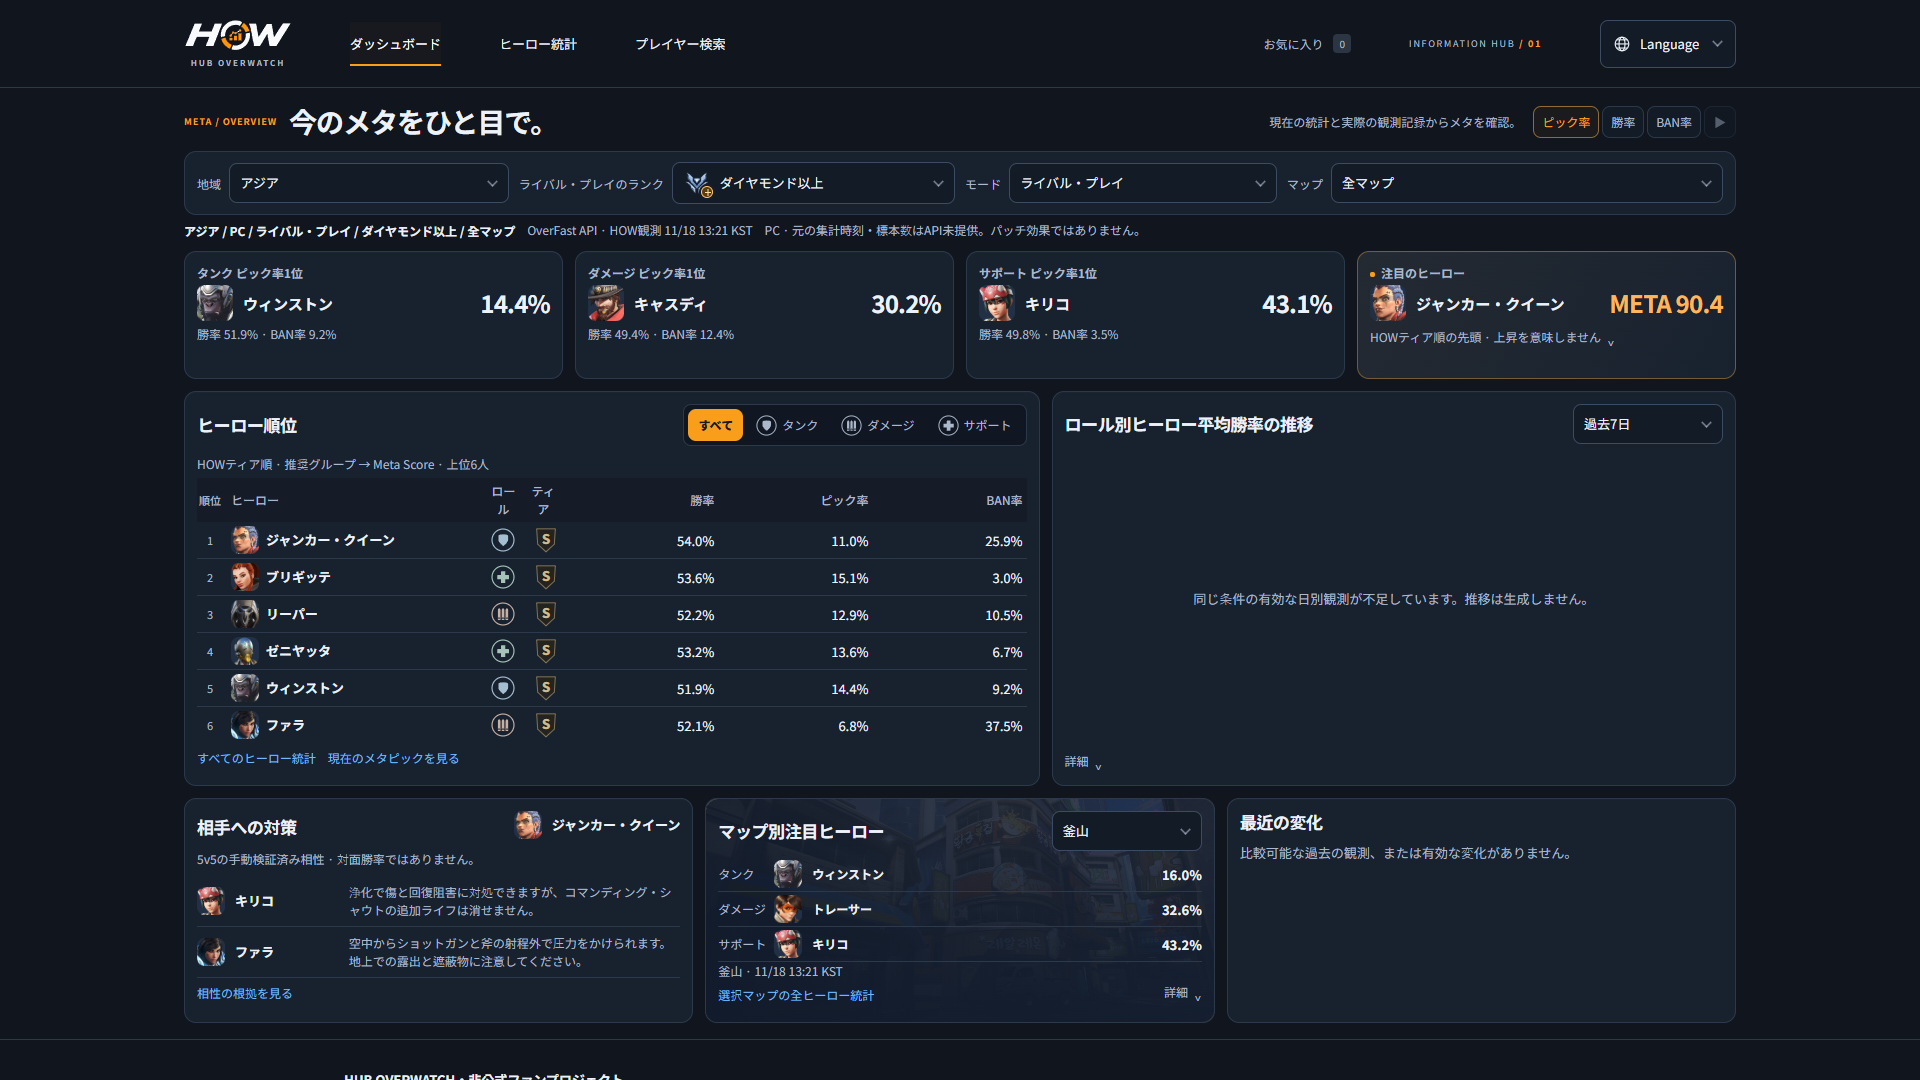 HOW
HUB OVERWATCH
ダッシュボード
ヒーロー統計
プレイヤー検索
お気に入り 0
INFORMATION HUB / 01
Language
META / OVERVIEW
今のメタをひと目で。
現在の統計と実際の観測記録からメタを確認。
ピック率
勝率
BAN率
地域
アジア
ライバル・プレイのランク
ダイヤモンド以上
モード
ライバル・プレイ
マップ
全マップ
アジア / PC / ライバル・プレイ / ダイヤモンド以上 / 全マップ OverFast API · HOW観測 11/18 13:21 KST PC · 元の集計時刻・標本数はAPI未提供。パッチ効果ではありません。
タンク ピック率1位
ウィンストン 14.4%
勝率 51.9% · BAN率 9.2%
ダメージ ピック率1位
キャスディ 30.2%
勝率 49.4% · BAN率 12.4%
サポート ピック率1位
キリコ 43.1%
勝率 49.8% · BAN率 3.5%
注目のヒーロー
ジャンカー・クイーン META 90.4
HOWティア順の先頭 · 上昇を意味しません
ヒーロー順位
すべて
タンク
ダメージ
サポート
HOWティア順 · 推奨グループ → Meta Score · 上位6人
順位 ヒーロー ロール ティア 勝率 ピック率 BAN率
1 ジャンカー・クイーン S 54.0% 11.0% 25.9%
2 ブリギッテ S 53.6% 15.1% 3.0%
3 リーパー S 52.2% 12.9% 10.5%
4 ゼニヤッタ S 53.2% 13.6% 6.7%
5 ウィンストン S 51.9% 14.4% 9.2%
6 ファラ S 52.1% 6.8% 37.5%
すべてのヒーロー統計 現在のメタピックを見る
ロール別ヒーロー平均勝率の推移
過去7日
同じ条件の有効な日別観測が不足しています。推移は生成しません。
詳細
相手への対策
ジャンカー・クイーン
5v5の手動検証済み相性 · 対面勝率ではありません。
キリコ
浄化で傷と回復阻害に対処できますが、コマンディング・シャウトの追加ライフは消せません。
ファラ
空中からショットガンと斧の射程外で圧力をかけられます。地上での露出と遮蔽物に注意してください。
相性の根拠を見る
マップ別注目ヒーロー
釜山
タンク ウィンストン 16.0%
ダメージ トレーサー 32.6%
サポート キリコ 43.2%
釜山 · 11/18 13:21 KST
選択マップの全ヒーロー統計
詳細
最近の変化
比較可能な過去の観測、または有効な変化がありません。
HUB OVERWATCH · 非公式ファンプロジェクト